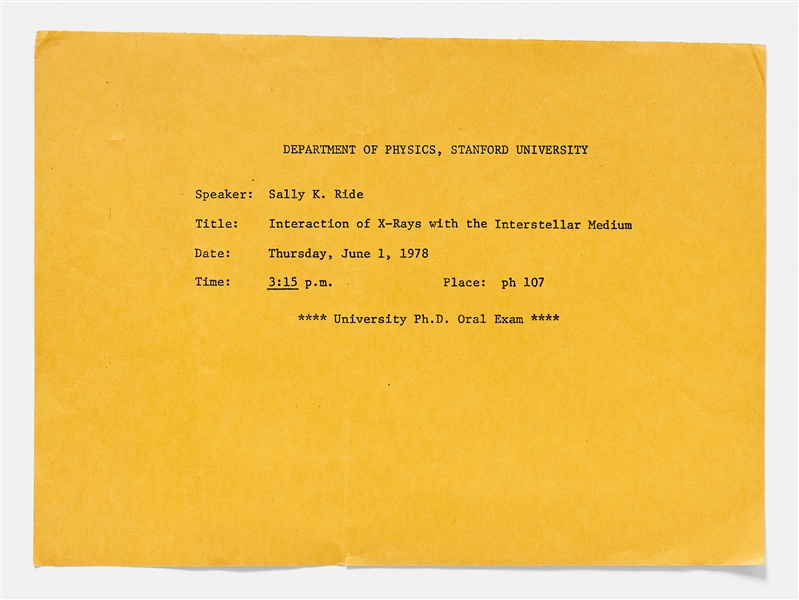 DEPARTMENT OF PHYSICS, STANFORD UNIVERSITY
Speaker: Sally K. Ride
Title: Interaction of X-Rays with the Interstellar Medium
Date: Thursday, June 1, 1978
Time: 3:15 p.m. Place: ph 107
**** University Ph.D. Oral Exam ****